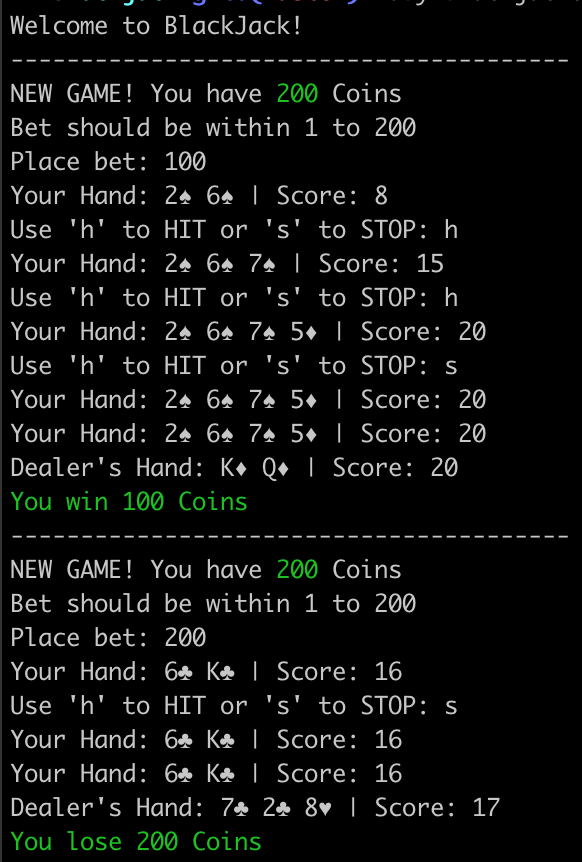 Welcome to BlackJack!
----------------------------------------
NEW GAME! You have 200 Coins
Bet should be within 1 to 200
Place bet: 100
Your Hand: 2♠ 6♠ | Score: 8
Use 'h' to HIT or 's' to STOP: h
Your Hand: 2♠ 6♠ 7♠ | Score: 15
Use 'h' to HIT or 's' to STOP: h
Your Hand: 2♠ 6♠ 7♠ 5♦ | Score: 20
Use 'h' to HIT or 's' to STOP: s
Your Hand: 2♠ 6♠ 7♠ 5♦ | Score: 20
Your Hand: 2♠ 6♠ 7♠ 5♦ | Score: 20
Dealer's Hand: K♦ Q♦ | Score: 20
You win 100 Coins
----------------------------------------
NEW GAME! You have 200 Coins
Bet should be within 1 to 200
Place bet: 200
Your Hand: 6♣ K♣ | Score: 16
Use 'h' to HIT or 's' to STOP: s
Your Hand: 6♣ K♣ | Score: 16
Your Hand: 6♣ K♣ | Score: 16
Dealer's Hand: 7♣ 2♣ 8♥ | Score: 17
You lose 200 Coins